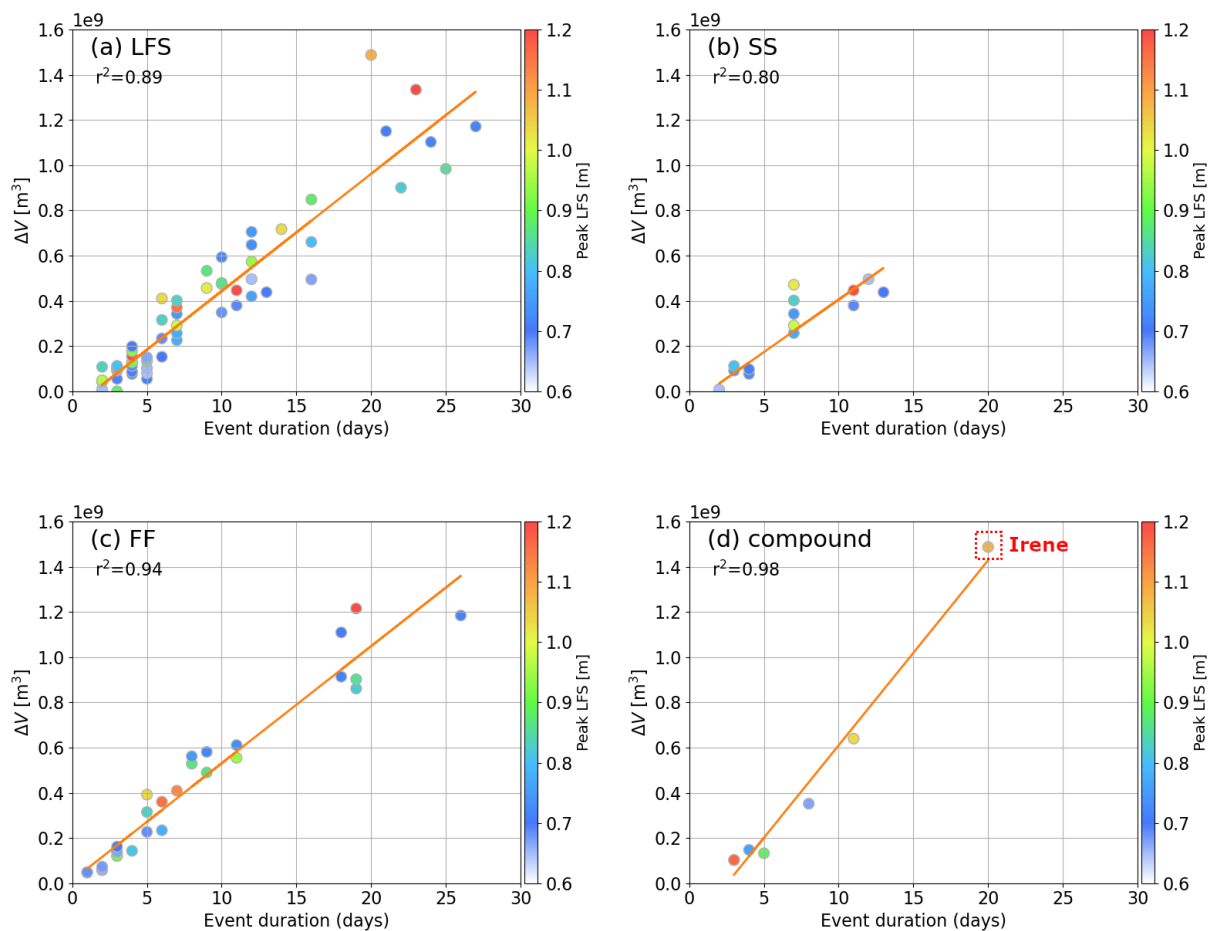 1e9
(a) LFS
r²=0.89
1.6
1.4
1.2
1.0
0.8
0.6
0.4
0.2
0.0
ΔV [m³]
0 5 10 15 20 25 30
Event duration (days)
1.2
1.1
1.0
0.9
0.8
0.7
0.6
Peak LFS [m]
1e9
(b) SS
r²=0.80
1.6
1.4
1.2
1.0
0.8
0.6
0.4
0.2
0.0
ΔV [m³]
0 5 10 15 20 25 30
Event duration (days)
1.2
1.1
1.0
0.9
0.8
0.7
0.6
Peak LFS [m]
1e9
(c) FF
r²=0.94
1.6
1.4
1.2
1.0
0.8
0.6
0.4
0.2
0.0
ΔV [m³]
0 5 10 15 20 25 30
Event duration (days)
1.2
1.1
1.0
0.9
0.8
0.7
0.6
Peak LFS [m]
1e9
(d) compound
r²=0.98
Irene
1.6
1.4
1.2
1.0
0.8
0.6
0.4
0.2
0.0
ΔV [m³]
0 5 10 15 20 25 30
Event duration (days)
1.2
1.1
1.0
0.9
0.8
0.7
0.6
Peak LFS [m]